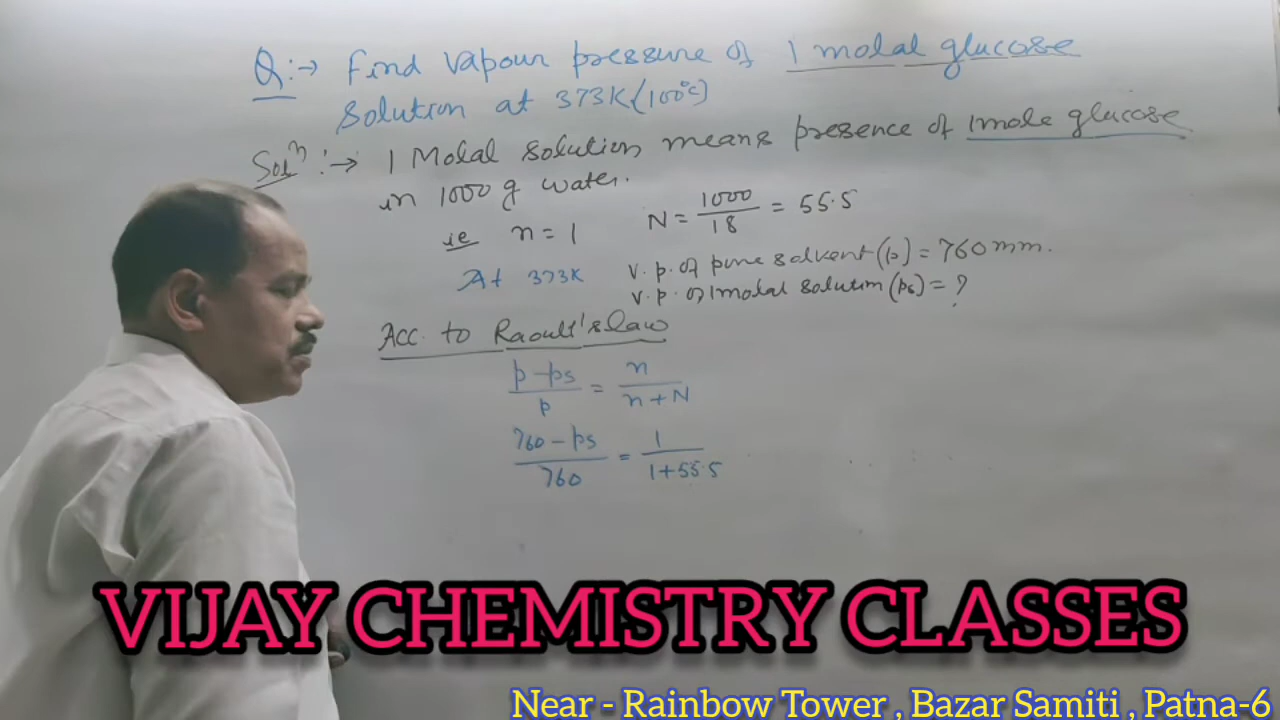 Q:→ Find vapour pressure of 1 molal glucose
solution at 373K(100°C)
Solⁿ :→ 1 Molal solution means presence of 1mole glucose
in 1000 g water.
ie n = 1 N = 1000/18 = 55.5
At 373K v.p. of pure solvent (p) = 760 mm.
v.p. of 1 molal solution (ps) = ?
Acc. to Raoult's law
p-ps/p = n/n+N
760-ps/760 = 1/1+55.5
VIJAY CHEMISTRY CLASSES
Near - Rainbow Tower , Bazar Samiti , Patna-6